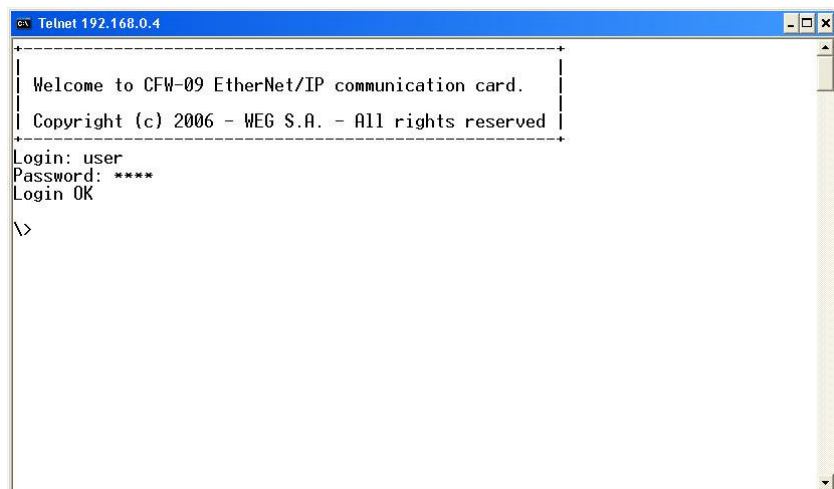 Telnet 192.168.0.4
Welcome to CFW-09 EtherNet/IP communication card.
Copyright (c) 2006 - WEG S.A. - All rights reserved
Login: user
Password: ****
Login OK
\>